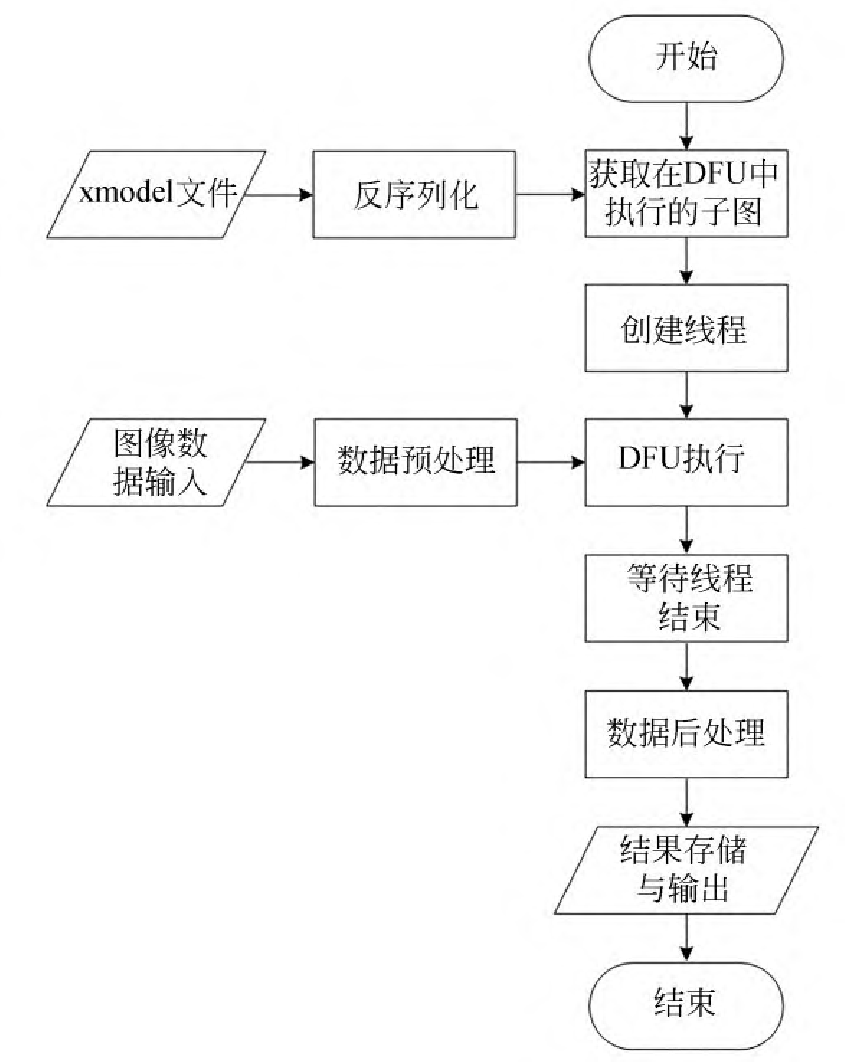 开始
xmodel文件
反序列化
获取在DFU中
执行的子图
创建线程
图像数
据输入
数据预处理
DFU执行
等待线程
结束
数据后处理
结果存储
与输出
结束